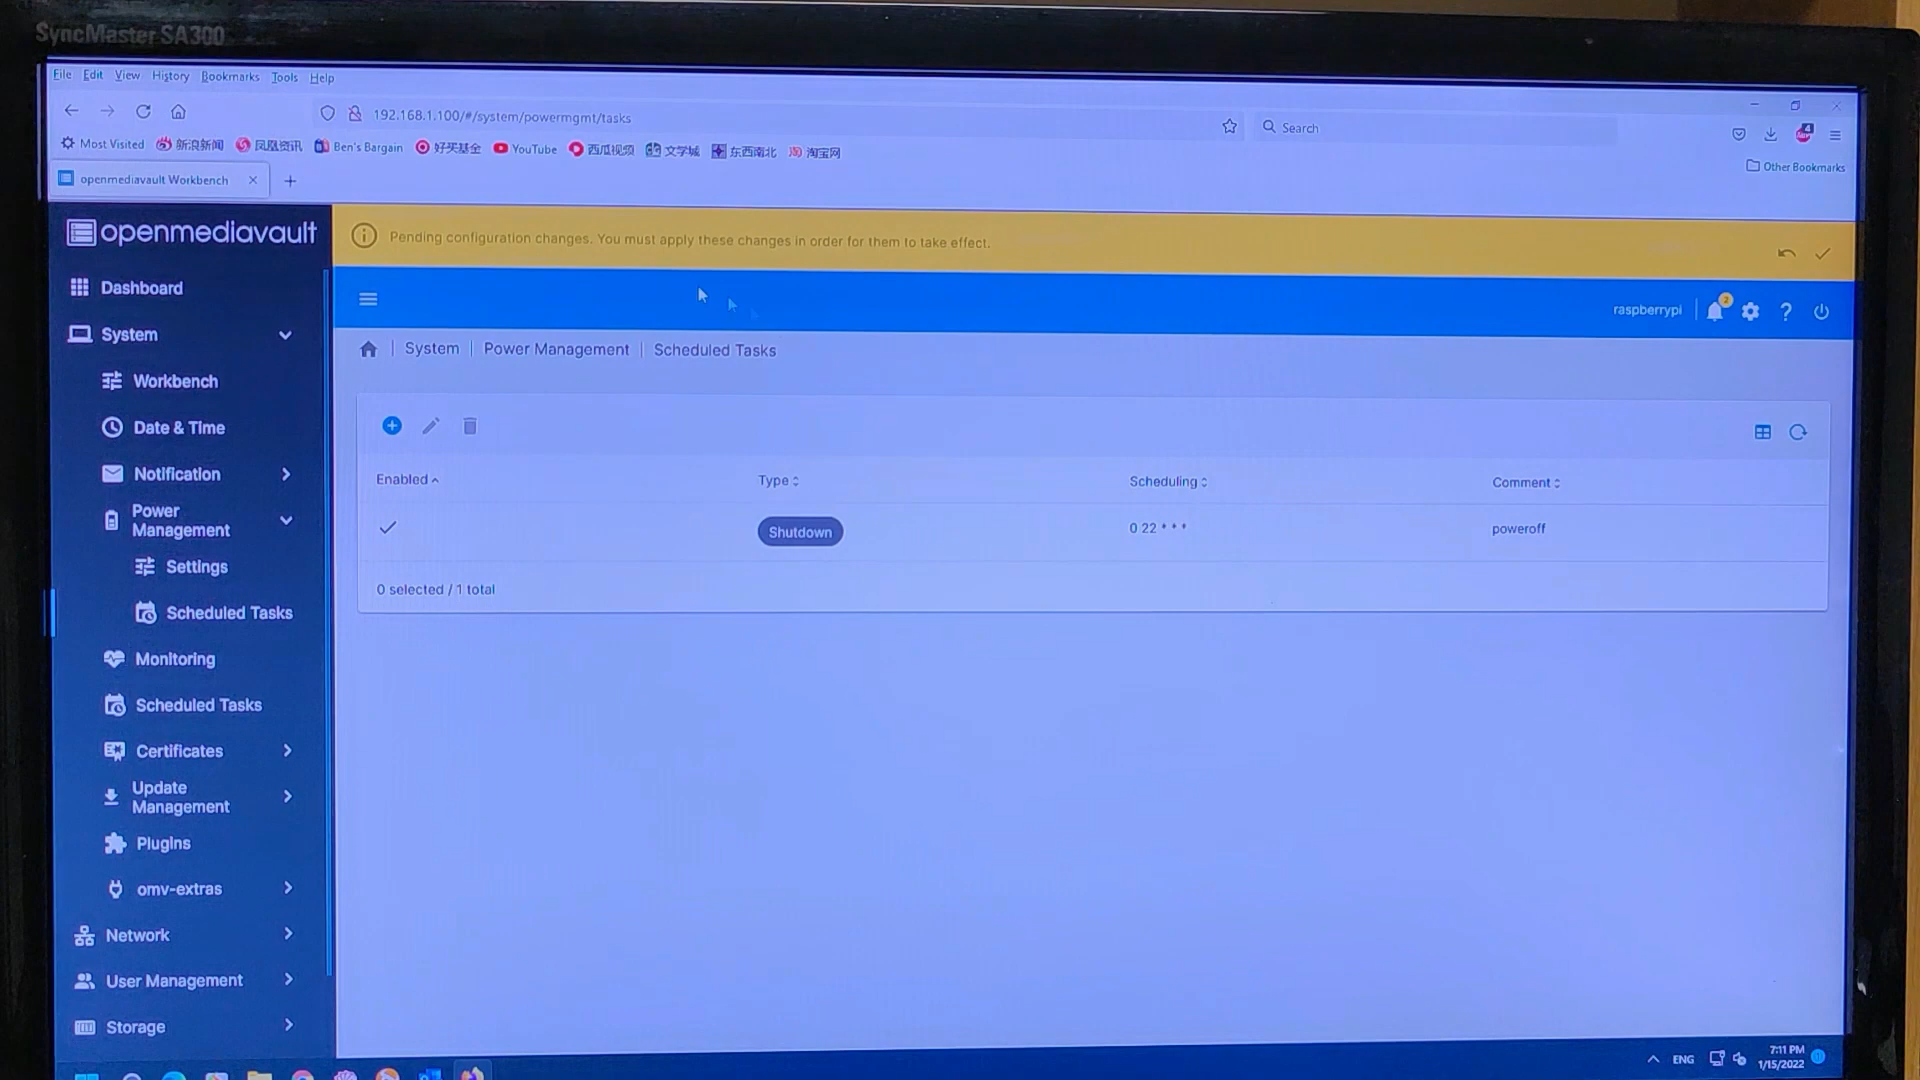 SyncMaster SA300
File Edit View History Bookmarks Tools Help
192.168.1.100/#/system/powermgmt/tasks
Search
Most Visited 新浪新闻 凤凰资讯 Ben's Bargain 好买基金 YouTube 西瓜视频 文学城 东西南北 淘宝网
Other Bookmarks
openmediavault Workbench
openmediavault
Pending configuration changes. You must apply these changes in order for them to take effect.
raspberrypi
2
System | Power Management | Scheduled Tasks
Dashboard
System
Workbench
Date & Time
Notification
Power
Management
Settings
Scheduled Tasks
Monitoring
Scheduled Tasks
Certificates
Update
Management
Plugins
omv-extras
Network
User Management
Storage
Enabled Type Scheduling Comment
Shutdown 0 22 * * * poweroff
0 selected / 1 total
ENG
7:11 PM
1/15/2022